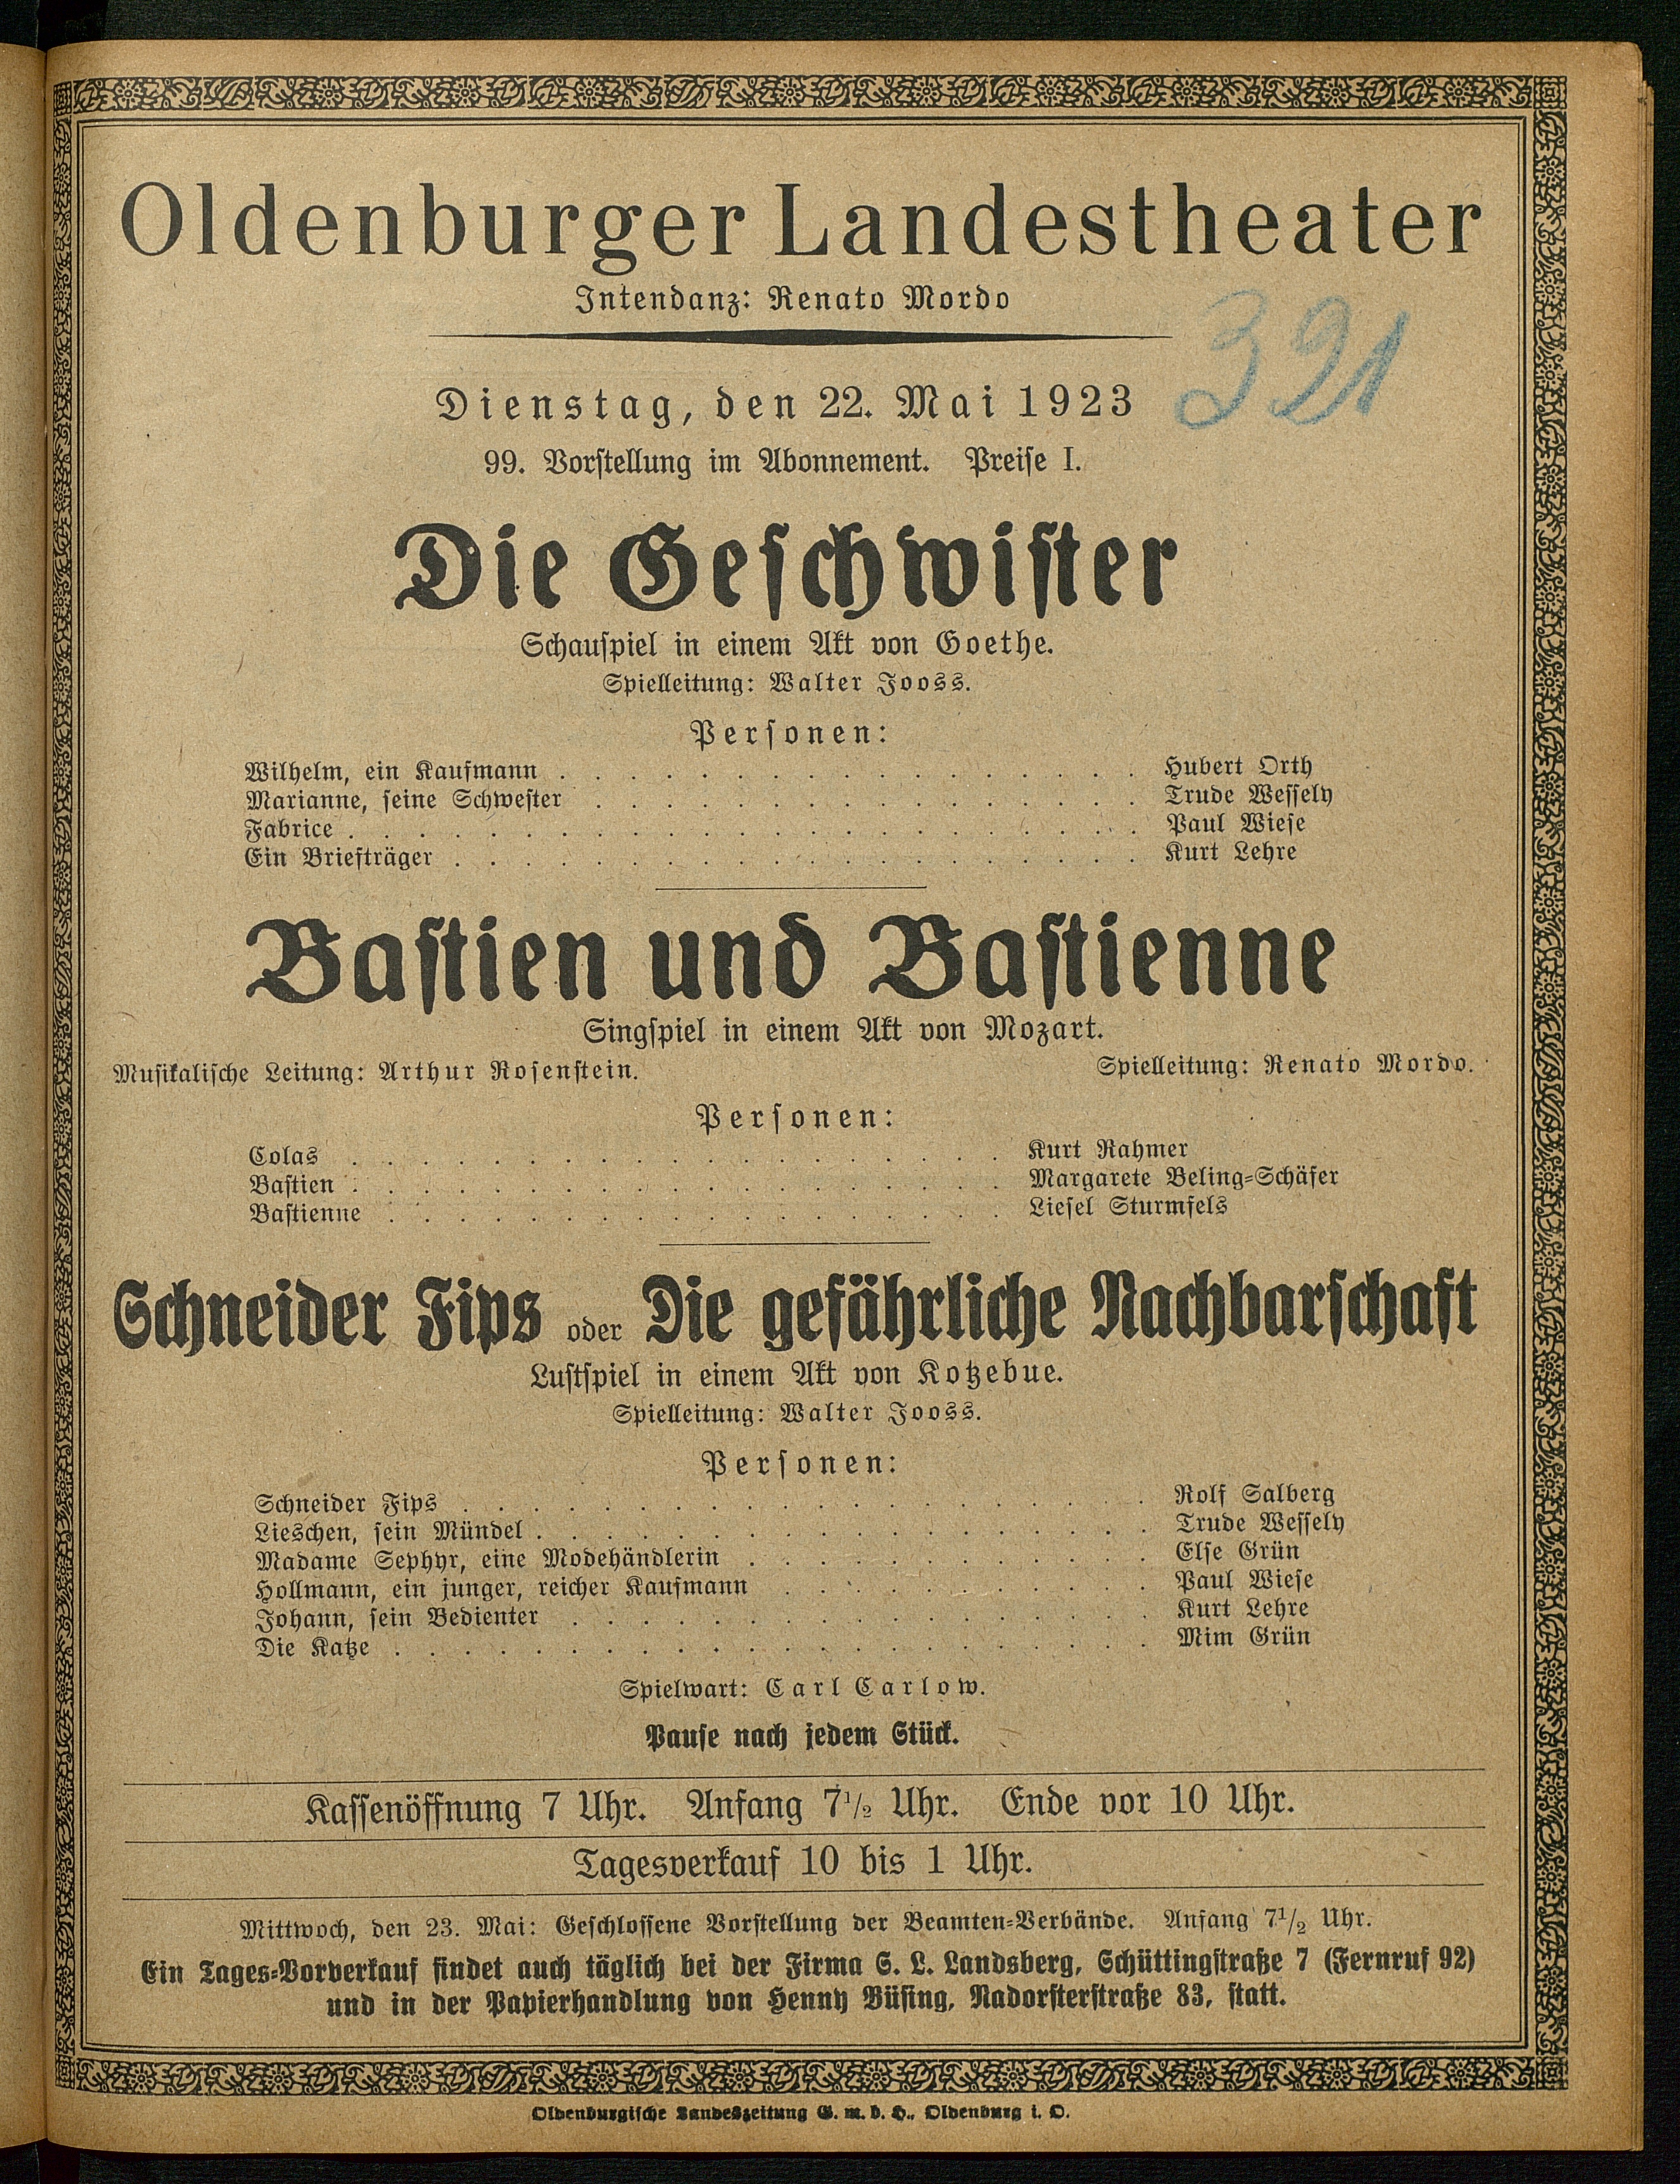 Oldenburger Landestheater
Intendanz: Renato Mordo
321
Dienstag, den 22. Mai 1923
99. Vorstellung im Abonnement. Preise I.
Die Geschwister
Schauspiel in einem Akt von Goethe.
Spielleitung: Walter Jooss.
Personen:
Wilhelm, ein Kaufmann . . . . . . . . . . . . . . . . . Hubert Orth
Marianne, seine Schwester . . . . . . . . . . . . . . . . Trude Wessely
Fabrice . . . . . . . . . . . . . . . . . . . . . . . Paul Wiese
Ein Briefträger . . . . . . . . . . . . . . . . . . . . Kurt Lehre
Bastien und Bastienne
Singspiel in einem Akt von Mozart.
Musikalische Leitung: Arthur Rosenstein. Spielleitung: Renato Mordo.
Personen:
Colas . . . . . . . . . . . . . . . . . . . Kurt Rahmer
Bastien . . . . . . . . . . . . . . . . . . . Margarete Beling-Schäfer
Bastienne . . . . . . . . . . . . . . . . . . Liesel Sturmfels
Schneider Fips oder Die gefährliche Nachbarschaft
Lustspiel in einem Akt von Kotzebue.
Spielleitung: Walter Jooss.
Personen:
Schneider Fips . . . . . . . . . . . . . . . . . . . . Rolf Salberg
Lieschen, sein Mündel . . . . . . . . . . . . . . . . . . Trude Wessely
Madame Sephyr, eine Modehändlerin . . . . . . . . . . . . Else Grün
Hollmann, ein junger, reicher Kaufmann . . . . . . . . . . . Paul Wiese
Johann, sein Bedienter . . . . . . . . . . . . . . . . . Kurt Lehre
Die Katze . . . . . . . . . . . . . . . . . . . . . . Mim Grün
Spielwart: Carl Carlow.
Pause nach jedem Stück.
Kassenöffnung 7 Uhr. Anfang 7½ Uhr. Ende vor 10 Uhr.
Tagesverkauf 10 bis 1 Uhr.
Mittwoch, den 23. Mai: Geschlossene Vorstellung der Beamten-Verbände. Anfang 7½ Uhr.
Ein Tages-Vorverkauf findet auch täglich bei der Firma S. L. Landsberg, Schüttingstraße 7 (Fernruf 92)
und in der Papierhandlung von Henny Büsing, Nadorsterstraße 83, statt.
Oldenburgische Landeszeitung G. m. b. H., Oldenburg i. O.